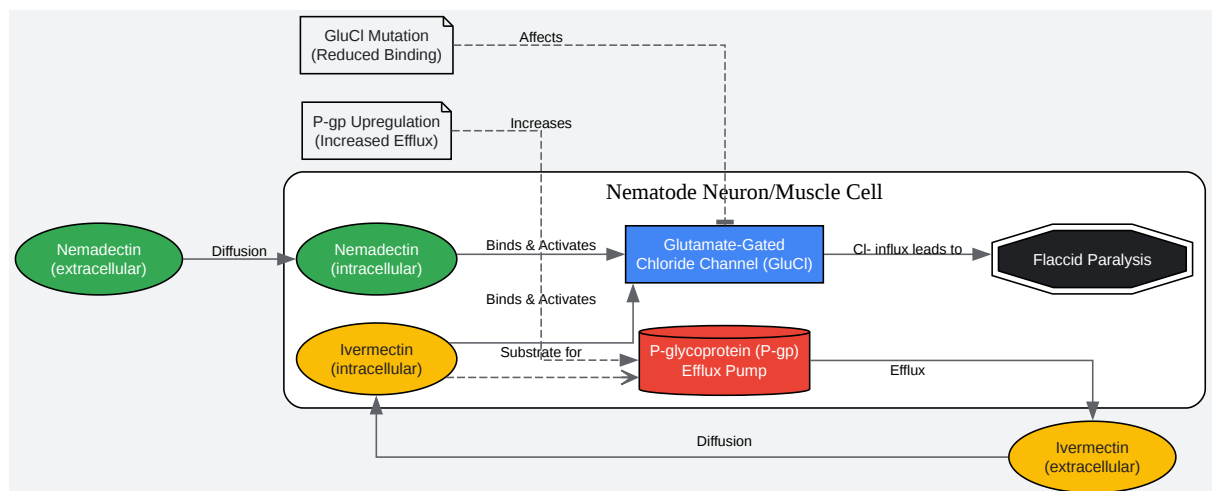 GluCl Mutation
(Reduced Binding)
Affects
P-gp Upregulation
(Increased Efflux)
Increases
Nematode Neuron/Muscle Cell
Nemadectin
(extracellular)
Diffusion
Nemadectin
(intracellular)
Binds & Activates
Glutamate-Gated
Chloride Channel (GluCl)
Cl- influx leads to
Flaccid Paralysis
Binds & Activates
Ivermectin
(intracellular)
Substrate for
P-glycoprotein (P-gp)
Efflux Pump
Efflux
Diffusion
Ivermectin
(extracellular)